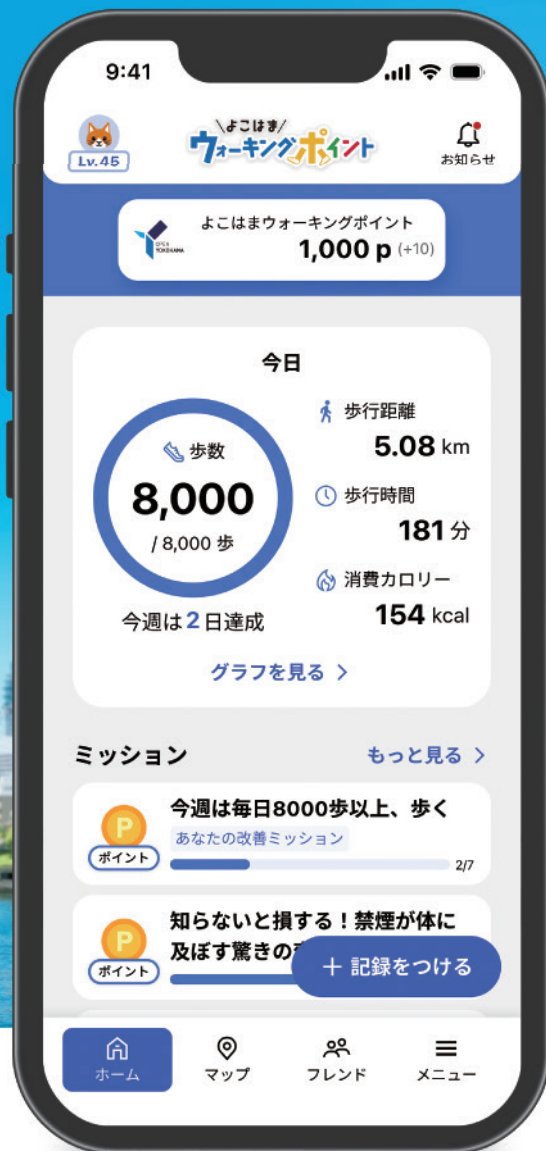 9:41
Lv.45
\よこはま/
ウォーキングポイント
お知らせ
OPEN
YOKOHAMA
よこはまウォーキングポイント
1,000 p (+10)
今日
歩数
8,000
/ 8,000 歩
今週は2日達成
歩行距離
5.08 km
歩行時間
181 分
消費カロリー
154 kcal
グラフを見る >
ミッション
もっと見る >
P
ポイント
今週は毎日8000歩以上、歩く
あなたの改善ミッション
2/7
P
ポイント
知らないと損する！禁煙が体に
及ぼす驚きの
+ 記録をつける
ホーム
マップ
フレンド
メニュー